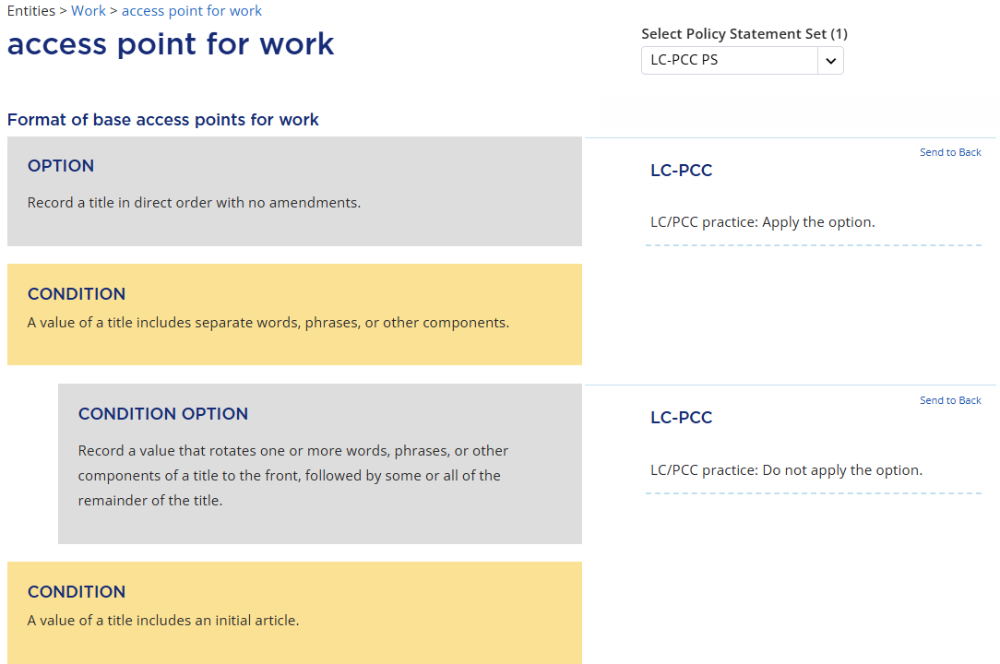 Entities > Work > access point for work
access point for work
Select Policy Statement Set (1)
LC-PCC PS
Format of base access points for work
OPTION
Record a title in direct order with no amendments.
Send to Back
LC-PCC
LC/PCC practice: Apply the option.
CONDITION
A value of a title includes separate words, phrases, or other components.
CONDITION OPTION
Record a value that rotates one or more words, phrases, or other
components of a title to the front, followed by some or all of the
remainder of the title.
Send to Back
LC-PCC
LC/PCC practice: Do not apply the option.
CONDITION
A value of a title includes an initial article.